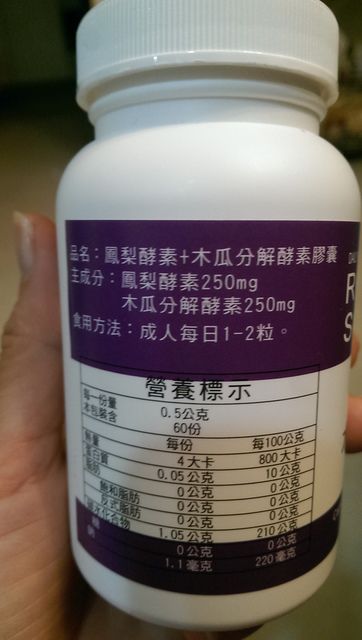 品名：鳳梨酵素+木瓜分解酵素膠囊
主成分：鳳梨酵素250mg
木瓜分解酵素250mg
食用方法：成人每日1-2粒。
營養標示
每一份量 0.5公克
本包裝含 60份
每份 每100公克
熱量 4大卡 800大卡
蛋白質 0.05公克 10公克
脂肪 0公克 0公克
飽和脂肪 0公克 0公克
反式脂肪 0公克 0公克
碳水化合物 1.05公克 210公克
糖 0公克 0公克
鈉 1.1毫克 220毫克